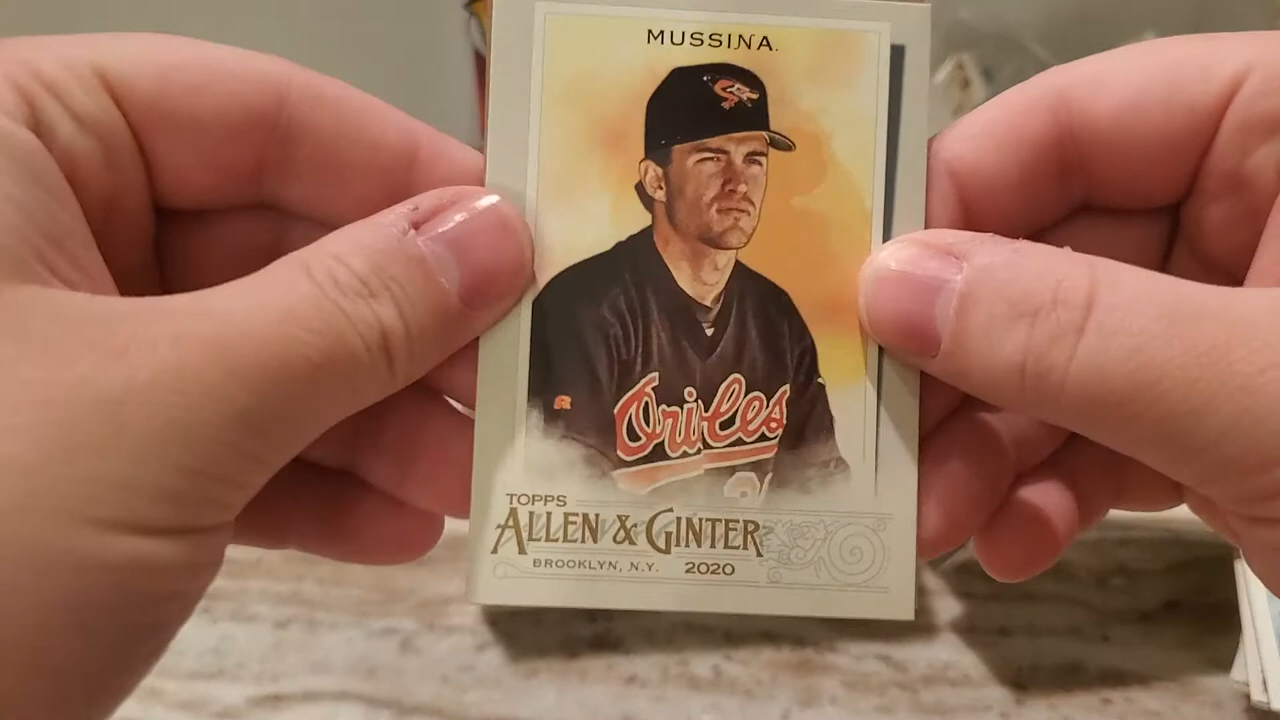 MUSSINA.
Orioles
TOPPS
ALLEN & GINTER
BROOKLYN, N.Y. 2020